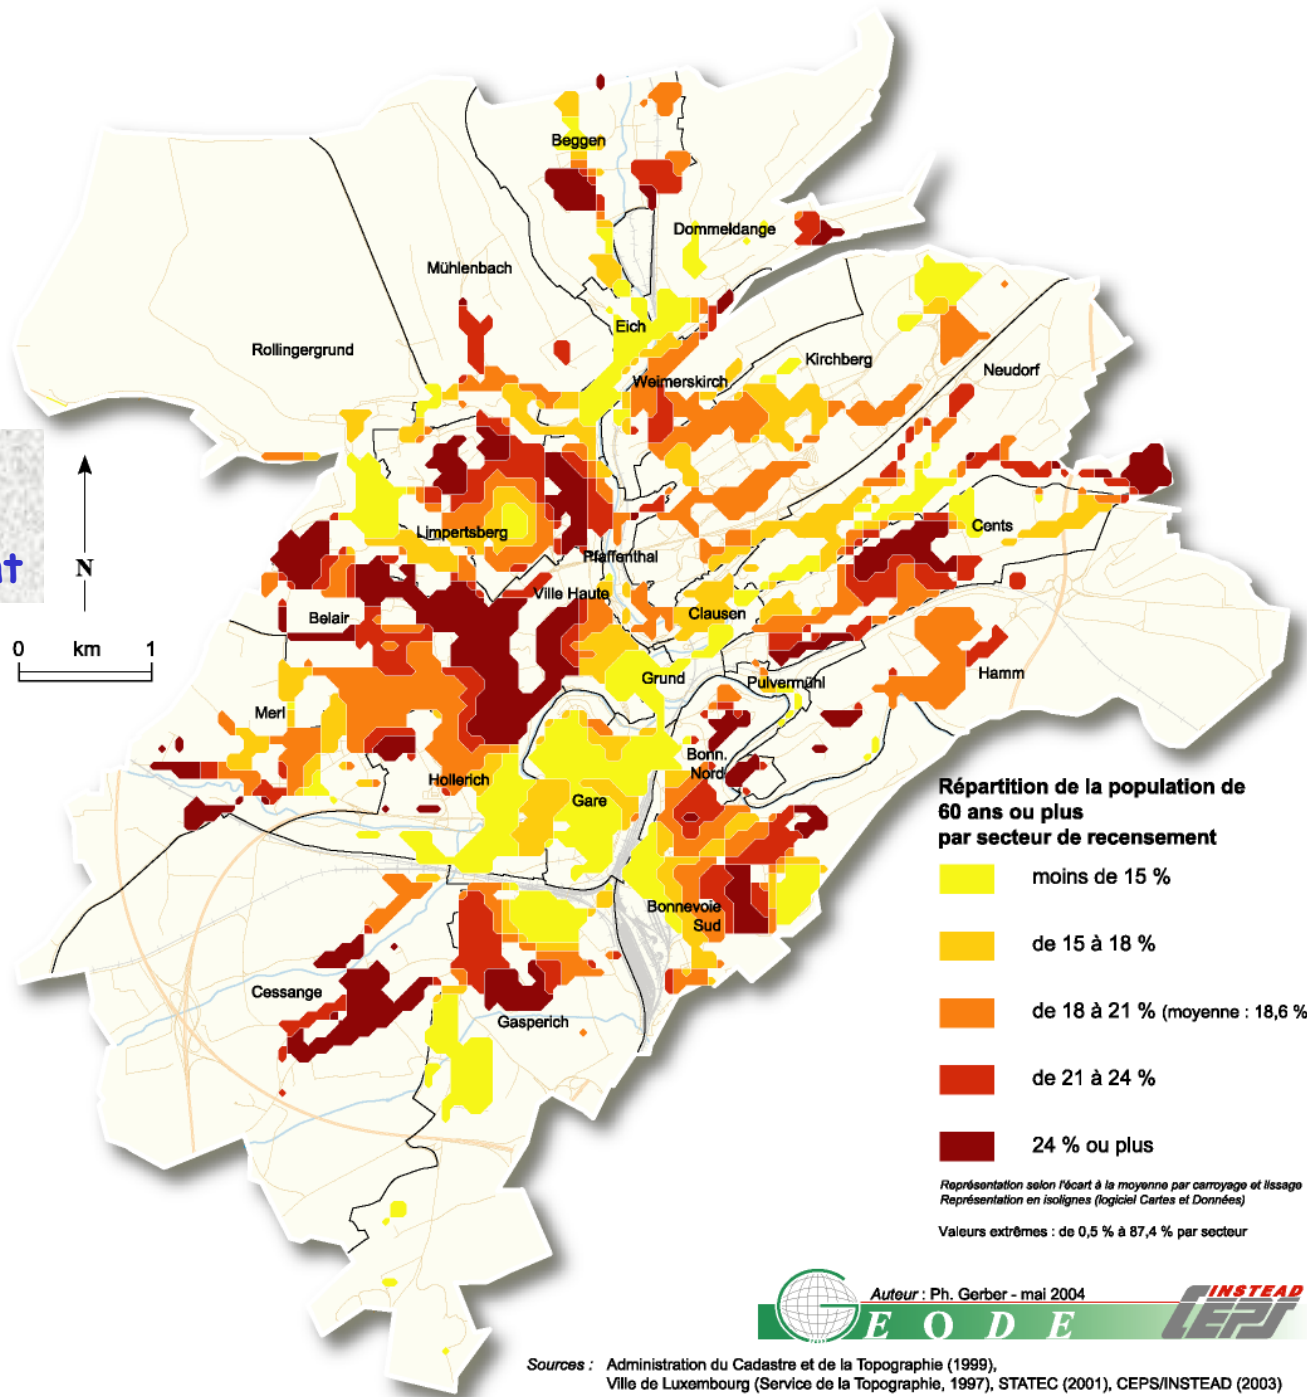 Beggen
Dommeldange
Mühlenbach
Eich
Rollingergrund
Kirchberg
Weimerskirch
Neudorf
Limpertsberg
Cents
Pfaffenthal
N
Ville Haute
Belair
Clausen
0 km 1
Grund
Pulvermühl
Hamm
Merl
Bonn.
Nord
Hollerich
Gare
Bonnevoie
Sud
Cessange
Gasperich
Répartition de la population de
60 ans ou plus
par secteur de recensement
moins de 15 %
de 15 à 18 %
de 18 à 21 % (moyenne : 18,6 %
de 21 à 24 %
24 % ou plus
Représentation selon l'écart à la moyenne par carroyage et lissage
Représentation en isolignes (logiciel Cartes et Données)
Valeurs extrêmes : de 0,5 % à 87,4 % par secteur
Auteur : Ph. Gerber - mai 2004
GEODE
INSTEAD
CEPS
Sources : Administration du Cadastre et de la Topographie (1999),
Ville de Luxembourg (Service de la Topographie, 1997), STATEC (2001), CEPS/INSTEAD (2003)